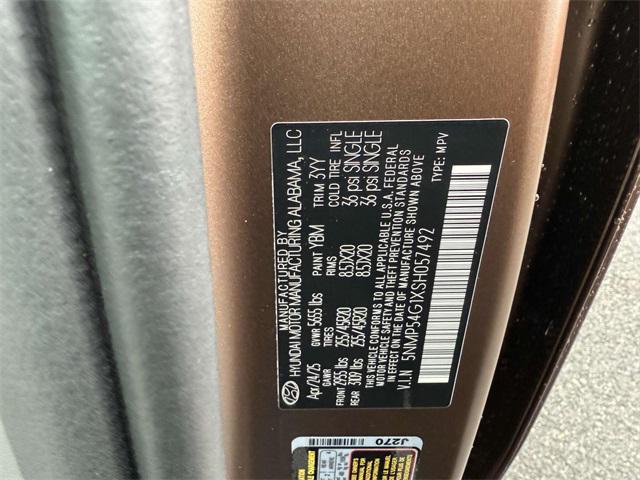 MANUFACTURED BY
HYUNDAI MOTOR MANUFACTURING ALABAMA, LLC
Apr/24/25 GVWR 5655 lbs PAINT YBM TRIM 3YY
GAWR TIRES RIMS COLD TIRE INFL
FRONT 2955 lbs 255/45R20 8.5JX20 36 psi SINGLE
REAR 3109 lbs 255/45R20 8.5JX20 36 psi SINGLE
THIS VEHICLE CONFORMS TO ALL APPLICABLE U.S.A. FEDERAL
MOTOR VEHICLE SAFETY AND THEFT PREVENTION STANDARDS
IN EFFECT ON THE DATE OF MANUFACTURE SHOWN ABOVE
V.I.N 5NMP54G1XSH057492 TYPE: MPV
J270